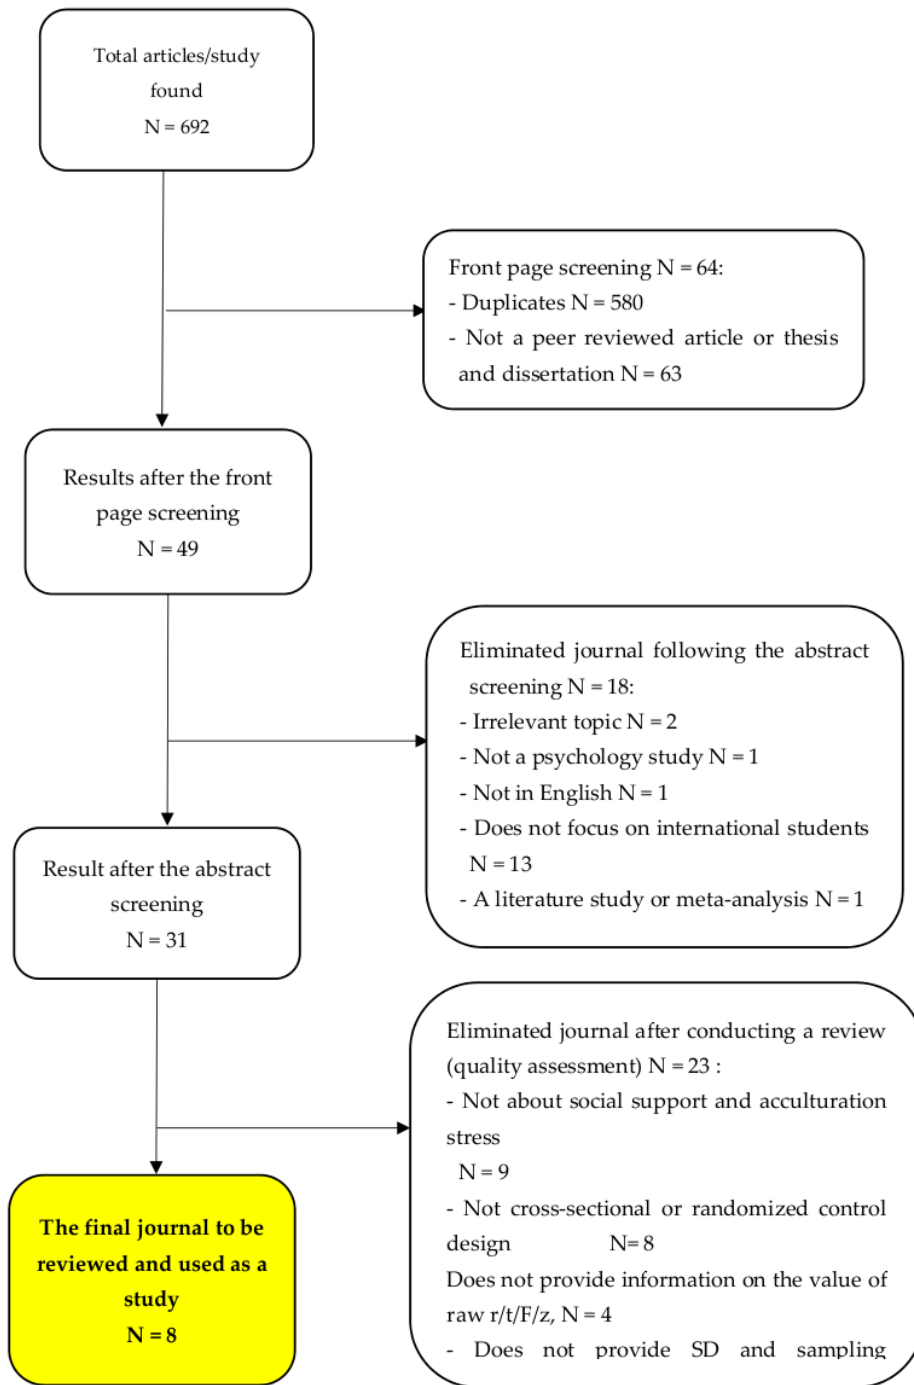 Total articles/study
found
N = 692
Front page screening N = 64:
- Duplicates N = 580
- Not a peer reviewed article or thesis
and dissertation N = 63
Results after the front
page screening
N = 49
Eliminated journal following the abstract
screening N = 18:
- Irrelevant topic N = 2
- Not a psychology study N = 1
- Not in English N = 1
- Does not focus on international students
N = 13
- A literature study or meta-analysis N = 1
Result after the abstract
screening
N = 31
Eliminated journal after conducting a review
(quality assessment) N = 23 :
- Not about social support and acculturation
stress
N = 9
- Not cross-sectional or randomized control
design N= 8
Does not provide information on the value of
raw r/t/F/z, N = 4
- Does not provide SD and sampling
The final journal to be
reviewed and used as a
study
N = 8